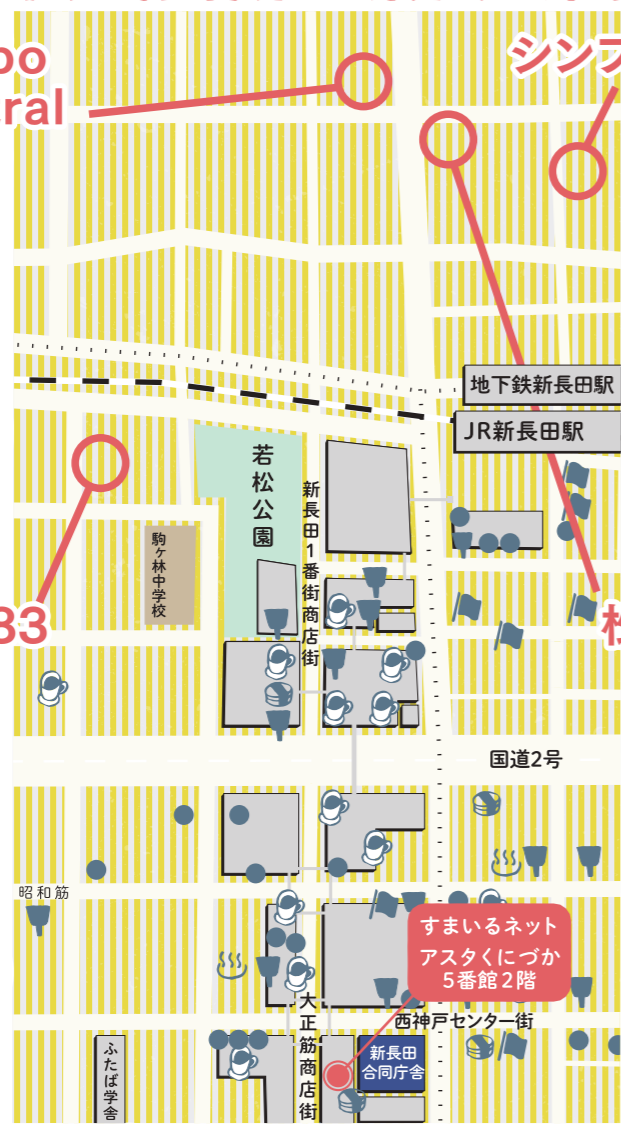 oo
ral
シンプ
地下鉄新長田駅
JR新長田駅
若松公園
新長田1番街商店街
駒ヶ林中学校
33
国道2号
昭和筋
すまいるネット
アスタくにづか
5番館2階
西神戸センター街
大正筋商店街
新長田
合同庁舎
ふたば学舎